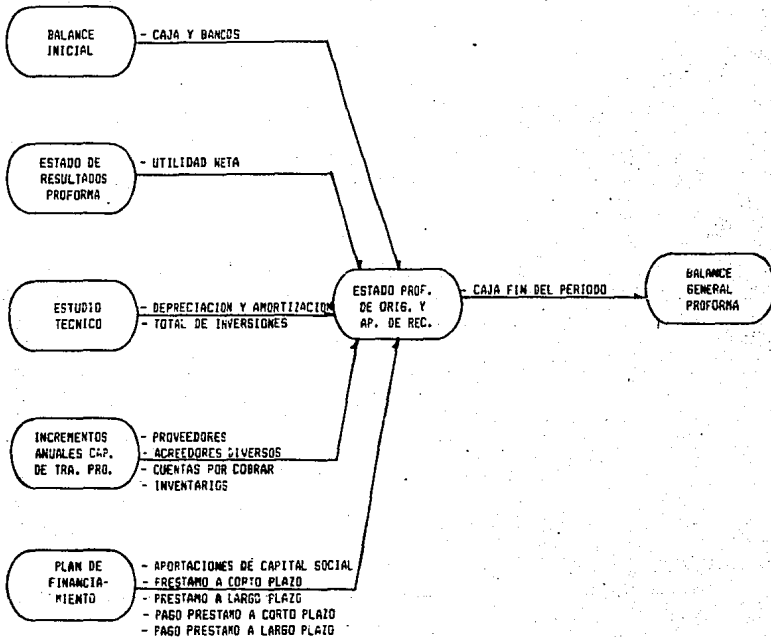 BALANCE
INICIAL
- CAJA Y BANCOS
ESTADO DE
RESULTADOS
PROFORMA
- UTILIDAD NETA
ESTUDIO
TECNICO
- DEPRECIACION Y AMORTIZACION
- TOTAL DE INVERSIONES
ESTADO PROF.
DE ORIG. Y
AP. DE REC.
- CAJA FIN DEL PERIODO
BALANCE
GENERAL
PROFORMA
INCREMENTOS
ANUALES CAP.
DE TRA. PRO.
- PROVEEDORES
- ACREEDORES DIVERSOS
- CUENTAS POR COBRAR
- INVENTARIOS
PLAN DE
FINANCIA-
MIENTO
- APORTACIONES DE CAPITAL SOCIAL
- PRESTAMO A CORTO PLAZO
- PRESTAMO A LARGO PLAZO
- PAGO PRESTAMO A CORTO PLAZO
- PAGO PRESTAMO A LARGO PLAZO